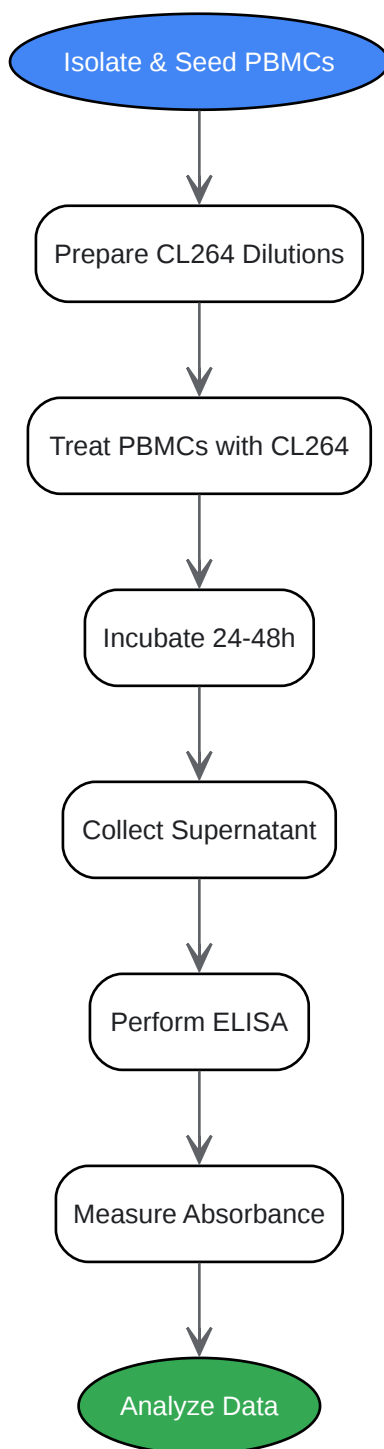 Isolate & Seed PBMCs
Prepare CL264 Dilutions
Treat PBMCs with CL264
Incubate 24-48h
Collect Supernatant
Perform ELISA
Measure Absorbance
Analyze Data